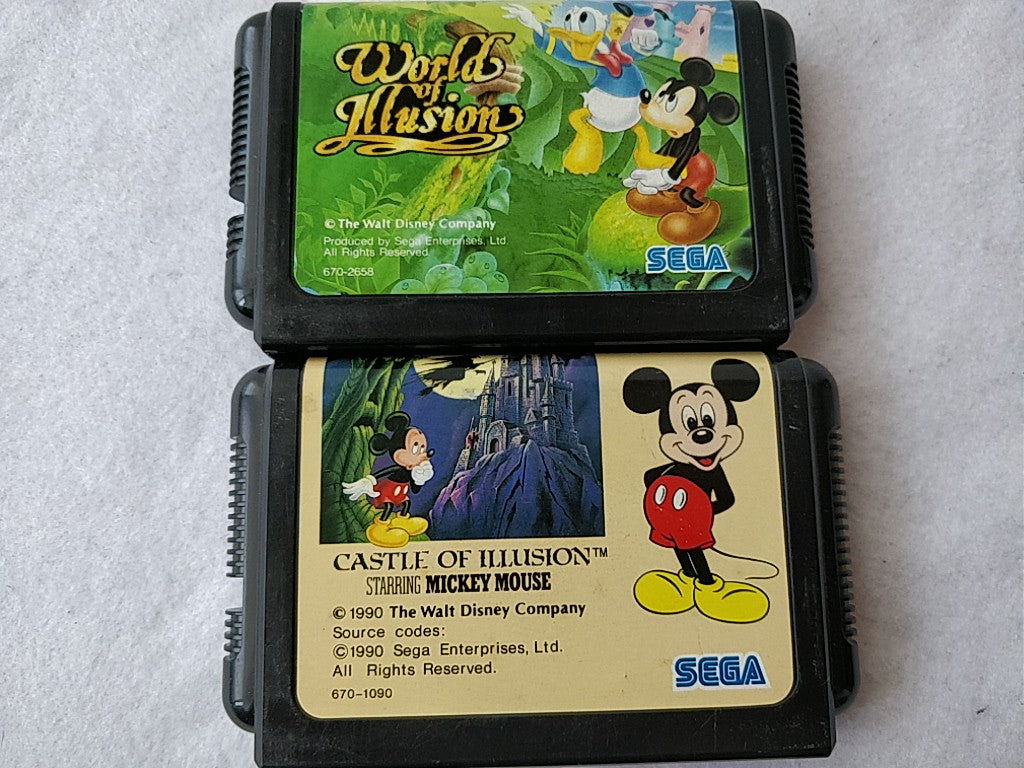 World
of
Illusion
© The Walt Disney Company
Produced by Sega Enterprises, Ltd
All Rights Reserved
670-2658
SEGA
CASTLE OF ILLUSION™
STARRING MICKEY MOUSE
© 1990 The Walt Disney Company
Source codes:
©1990 Sega Enterprises, Ltd.
All Rights Reserved.
670-1090
SEGA